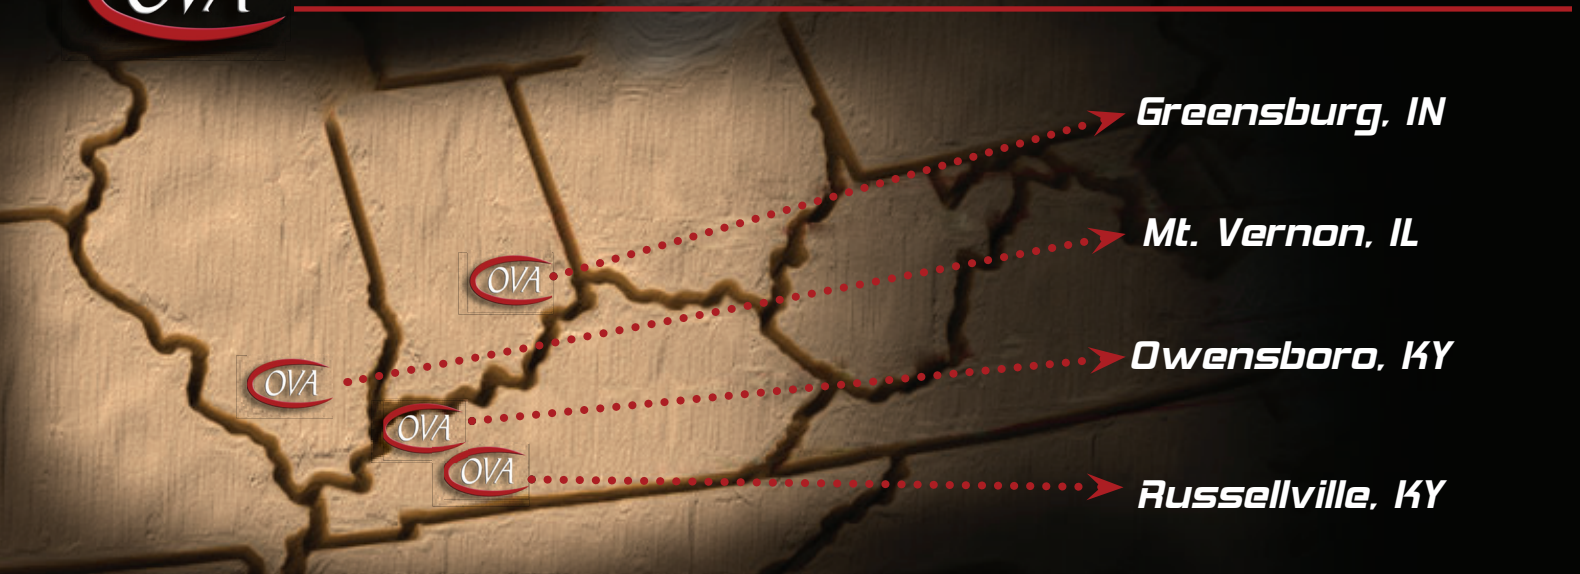 OVA
Greensburg, IN
Mt. Vernon, IL
OVA
Owensboro, KY
OVA
OVA
OVA
Russellville, KY